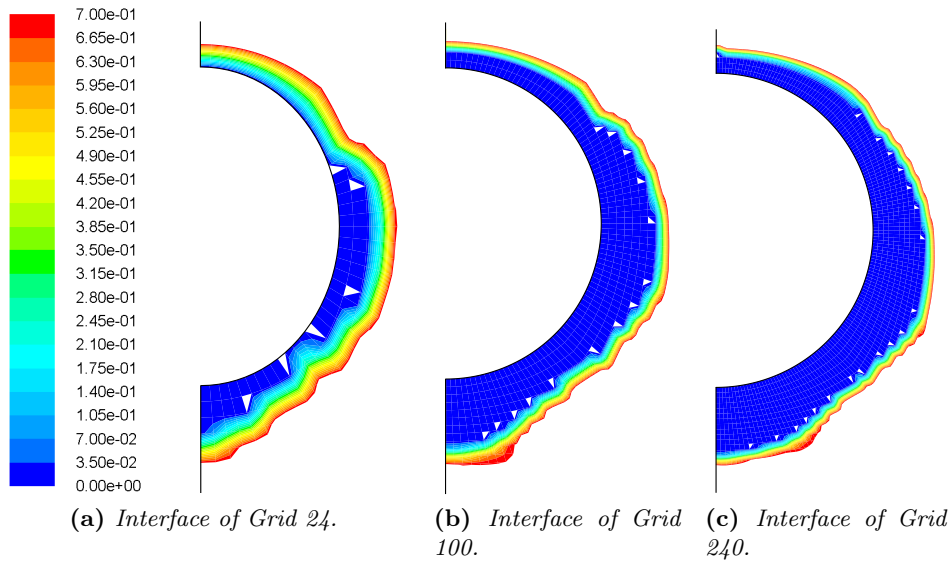 7.00e-01
6.65e-01
6.30e-01
5.95e-01
5.60e-01
5.25e-01
4.90e-01
4.55e-01
4.20e-01
3.85e-01
3.50e-01
3.15e-01
2.80e-01
2.45e-01
2.10e-01
1.75e-01
1.40e-01
1.05e-01
7.00e-02
3.50e-02
0.00e+00
(a) Interface of Grid 24.
(b) Interface of Grid
100.
(c) Interface of Grid
240.